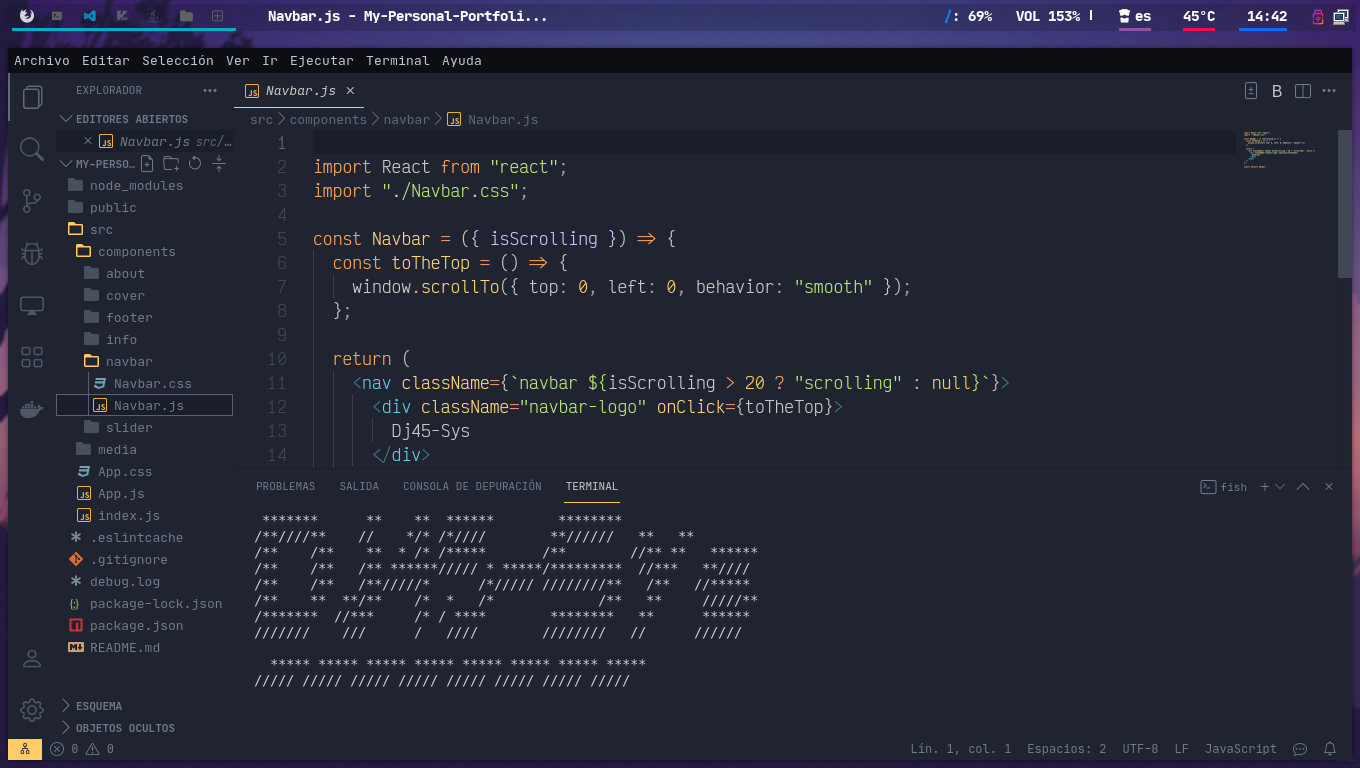 Navbar.js - My-Personal-Portfoli...
/: 69%
VOL 153%
es
45°C
14:42
Archivo Editar Selección Ver Ir Ejecutar Terminal Ayuda
EXPLORADOR
EDITORES ABIERTOS
Navbar.js src/...
MY-PERSO...
node_modules
public
src
components
about
cover
footer
info
navbar
Navbar.css
Navbar.js
slider
media
App.css
App.js
index.js
.eslintcache
.gitignore
debug.log
package-lock.json
package.json
README.md
ESQUEMA
OBJETOS OCULTOS
Navbar.js
B
src > components > navbar > Navbar.js
1
2 import React from "react";
3 import "./Navbar.css";
4
5 const Navbar = ({ isScrolling }) => {
6 const toTheTop = () => {
7 window.scrollTo({ top: 0, left: 0, behavior: "smooth" });
8 };
9
10 return (
11 <nav className={`navbar ${isScrolling > 20 ? "scrolling" : null}`}>
12 <div className="navbar-logo" onClick={toTheTop}>
13 Dj45-Sys
14 </div>
PROBLEMAS SALIDA CONSOLA DE DEPURACIÓN TERMINAL
fish
0 0
Lín. 1, col. 1 Espacios: 2 UTF-8 LF JavaScript